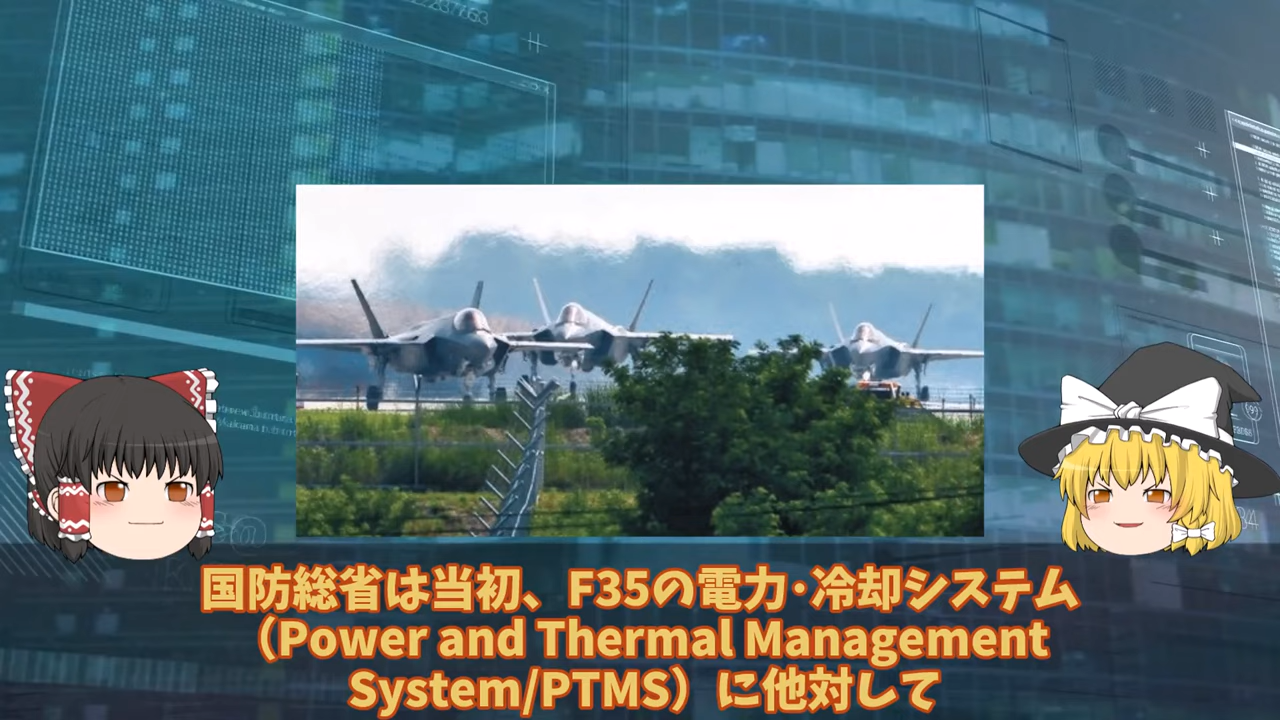 国防総省は当初、F35の電力·冷却システム
（Power and Thermal Management
System/PTMS）に他対して